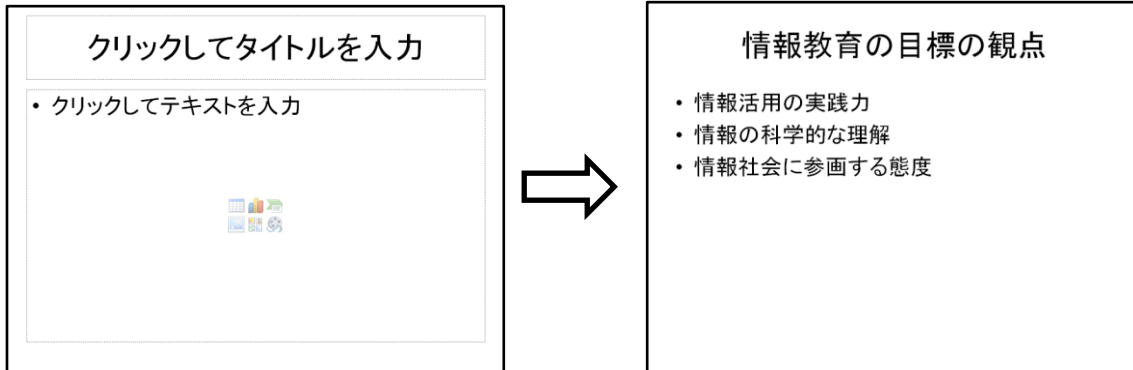 クリックしてタイトルを入力
• クリックしてテキストを入力
情報教育の目標の観点
• 情報活用の実践力
• 情報の科学的な理解
• 情報社会に参画する態度